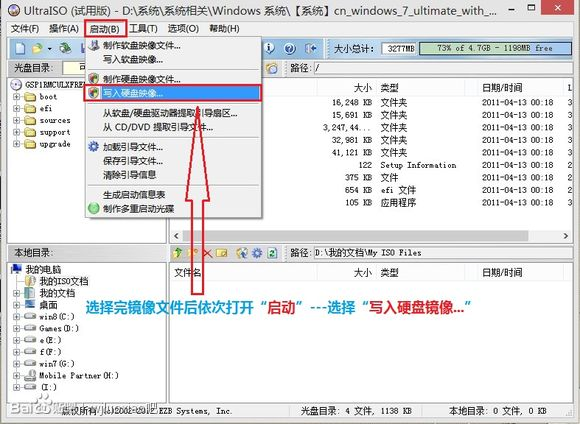 UltraISO (试用版) - D:\系统\系统相关\Windows 系统\【系统】cn_windows_7_ultimate_with_...
文件(F) 操作(A) 启动(B) 工具(T) 选项(O) 帮助(H)
大小总计: 3277MB 73% of 4.7GB - 1198MB free
制作软盘映像文件...
写入软盘映像...
制作硬盘映像文件...
写入硬盘映像...
从软盘/硬盘驱动器提取引导扇区...
从 CD/DVD 提取引导文件...
加载引导文件...
保存引导文件...
清除引导信息
生成启动信息表
制作多重启动光碟
光盘目录: 可
路径: /
GSP1RMCULXFRE
boot
efi
sources
support
upgrade
大小 类型 日期/时间
16,248 KB 文件夹 2011-04-13 00:18
15,691 KB 文件夹 2011-04-13 00:18
3,247,44... 文件夹 2011-04-13 00:18
32,981 KB 文件夹 2011-04-13 00:18
41,121 KB 文件夹 2011-04-13 00:18
122 Setup Information 2011-04-13 00:18
375 KB 文件 2011-04-13 00:18
654 KB efi 文件 2011-04-13 00:18
105 KB 应用程序 2011-04-13 00:18
本地目录:
路径: D:\我的文档\My ISO Files
我的电脑
我的ISO文档
我的文档
桌面
win8(C:)
Games(D:)
e(E:)
f(F:)
win7(G:)
Mobile Partner(H:)
(I:)
文件名 大小 类型 日期/时间
选择完镜像文件后依次打开“启动”---选择“写入硬盘镜像...”
版权所有 (c)2002-2012 EZB Systems, Inc.
光盘目录: 4 文件, 1138 KB
本地目录: 0 文件, 0 KB